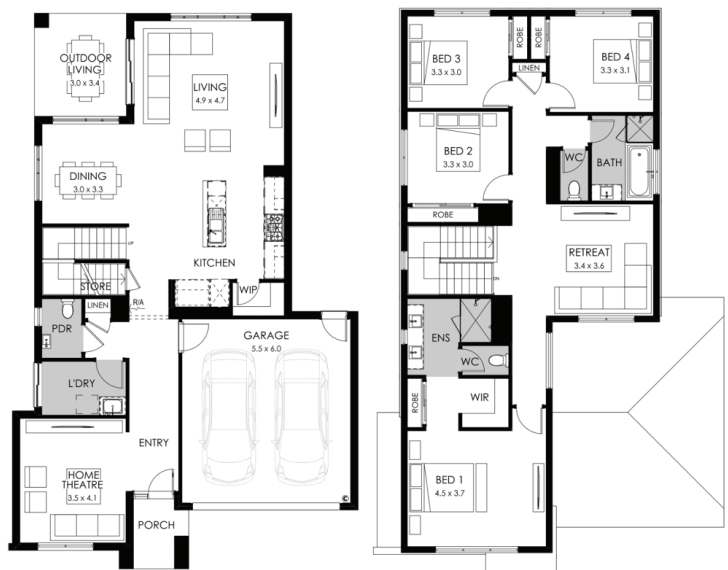 OUTDOOR
LIVING
3.0 x 3.4
LIVING
4.9 x 4.7
DINING
3.0 x 3.3
UP
KITCHEN
STORE
WIP
R/A
LINEN
PDR
GARAGE
5.5 x 6.0
L'DRY
ENTRY
HOME
THEATRE
3.5 x 4.1
PORCH
©
BED 3
3.3 x 3.0
ROBE
ROBE
LINEN
BED 4
3.3 x 3.1
BED 2
3.3 x 3.0
WC
BATH
ROBE
RETREAT
3.4 x 3.6
DN
ENS
WC
ROBE
WIR
BED 1
4.5 x 3.7